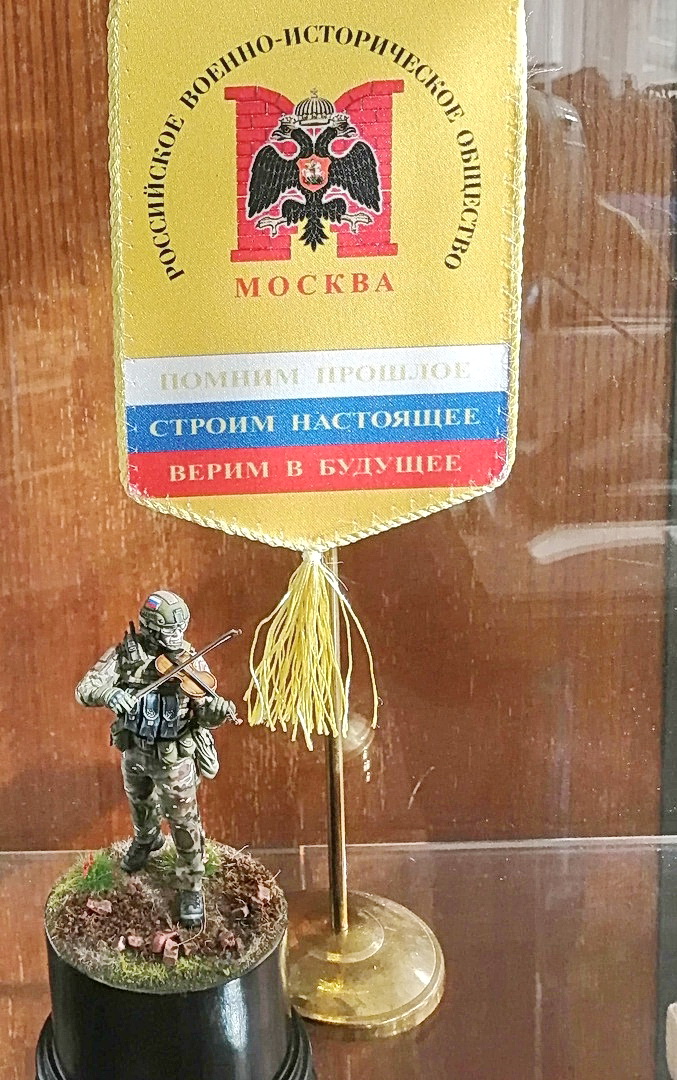 РОССИЙСКОЕ ВОЕННО-ИСТОРИЧЕСКОЕ ОБЩЕСТВО
МОСКВА
ПОМНИМ ПРОШЛОЕ
СТРОИМ НАСТОЯЩЕЕ
ВЕРИМ В БУДУЩЕЕ